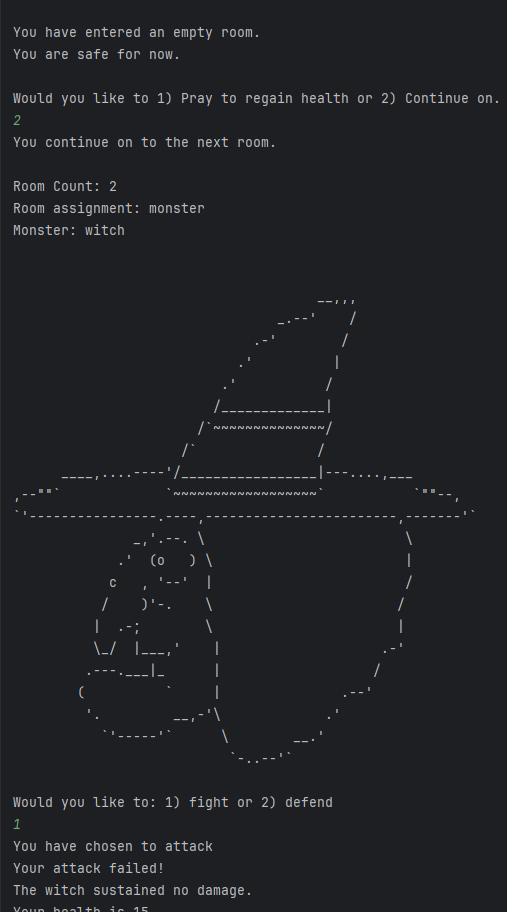 You have entered an empty room.
You are safe for now.
Would you like to 1) Pray to regain health or 2) Continue on.
2
You continue on to the next room.
Room Count: 2
Room assignment: monster
Monster: witch
Would you like to: 1) fight or 2) defend
1
You have chosen to attack
Your attack failed!
The witch sustained no damage.
Your health is 15